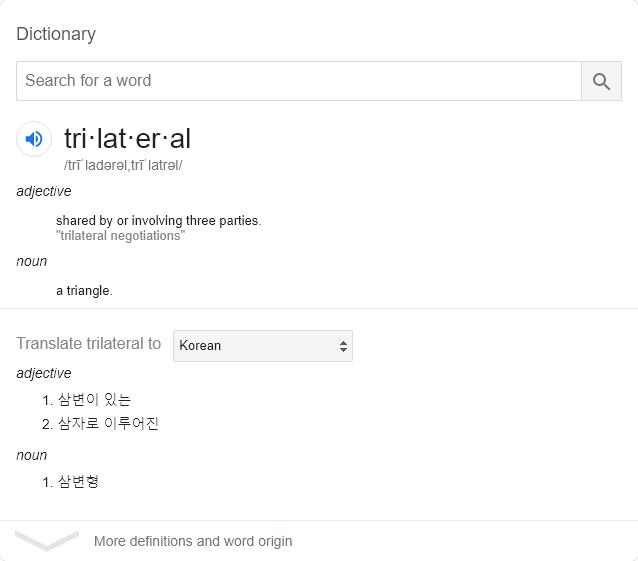 Dictionary
Search for a word
tri·lat·er·al
/trīˈladərəl,trīˈlatrəl/
adjective
shared by or involving three parties.
"trilateral negotiations"
noun
a triangle.
Translate trilateral to Korean
adjective
1. 삼변이 있는
2. 삼자로 이루어진
noun
1. 삼변형
More definitions and word origin